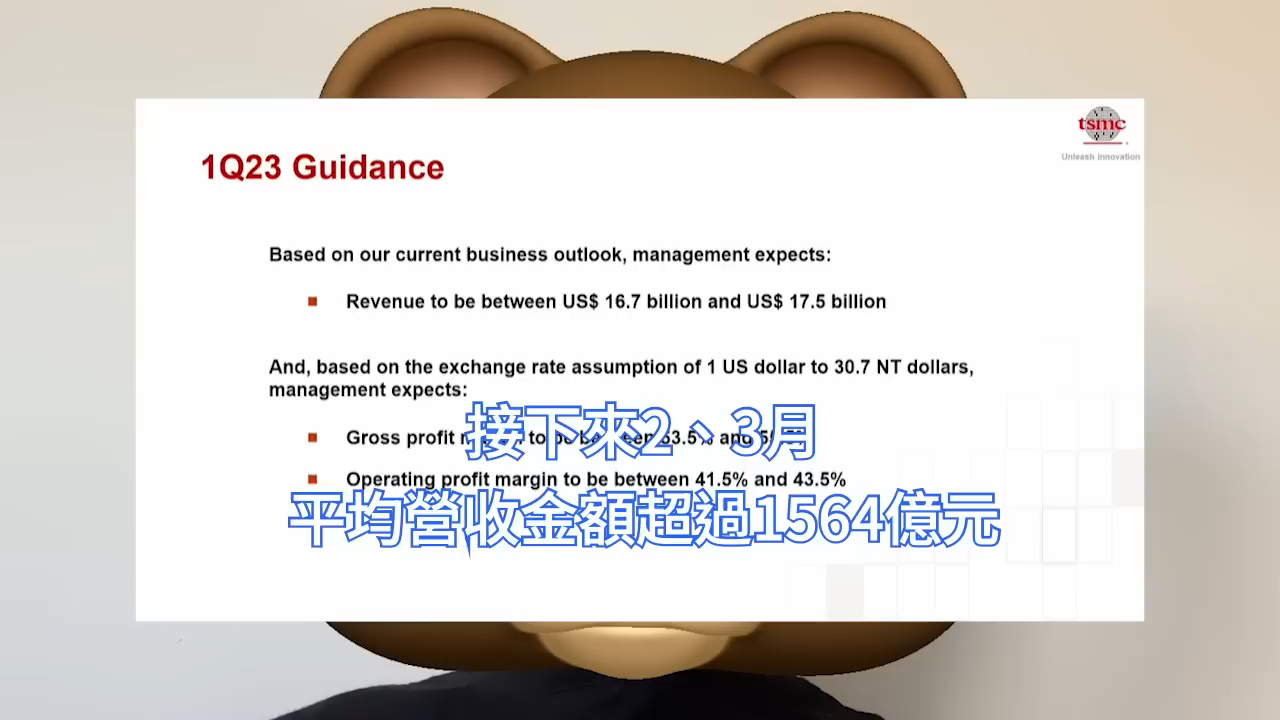 tsmc
Unleash Innovation
1Q23 Guidance
Based on our current business outlook, management expects:
Revenue to be between US$ 16.7 billion and US$ 17.5 billion
And, based on the exchange rate assumption of 1 US dollar to 30.7 NT dollars,
management expects:
Gross profit to be and
接下來2、3月
Operating profit margin to be between 41.5% and 43.5%
平均營收金額超過1564億元